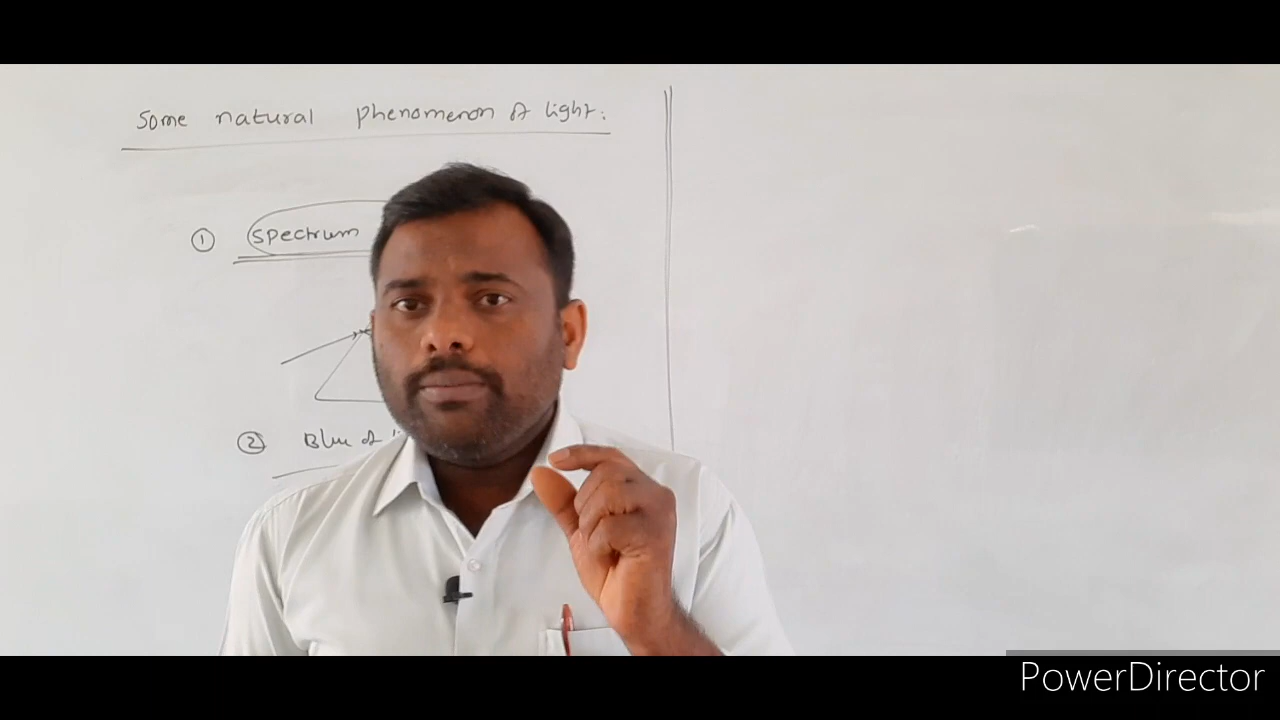 Some natural phenomenon of light:
① Spectrum
② Blue of
PowerDirector